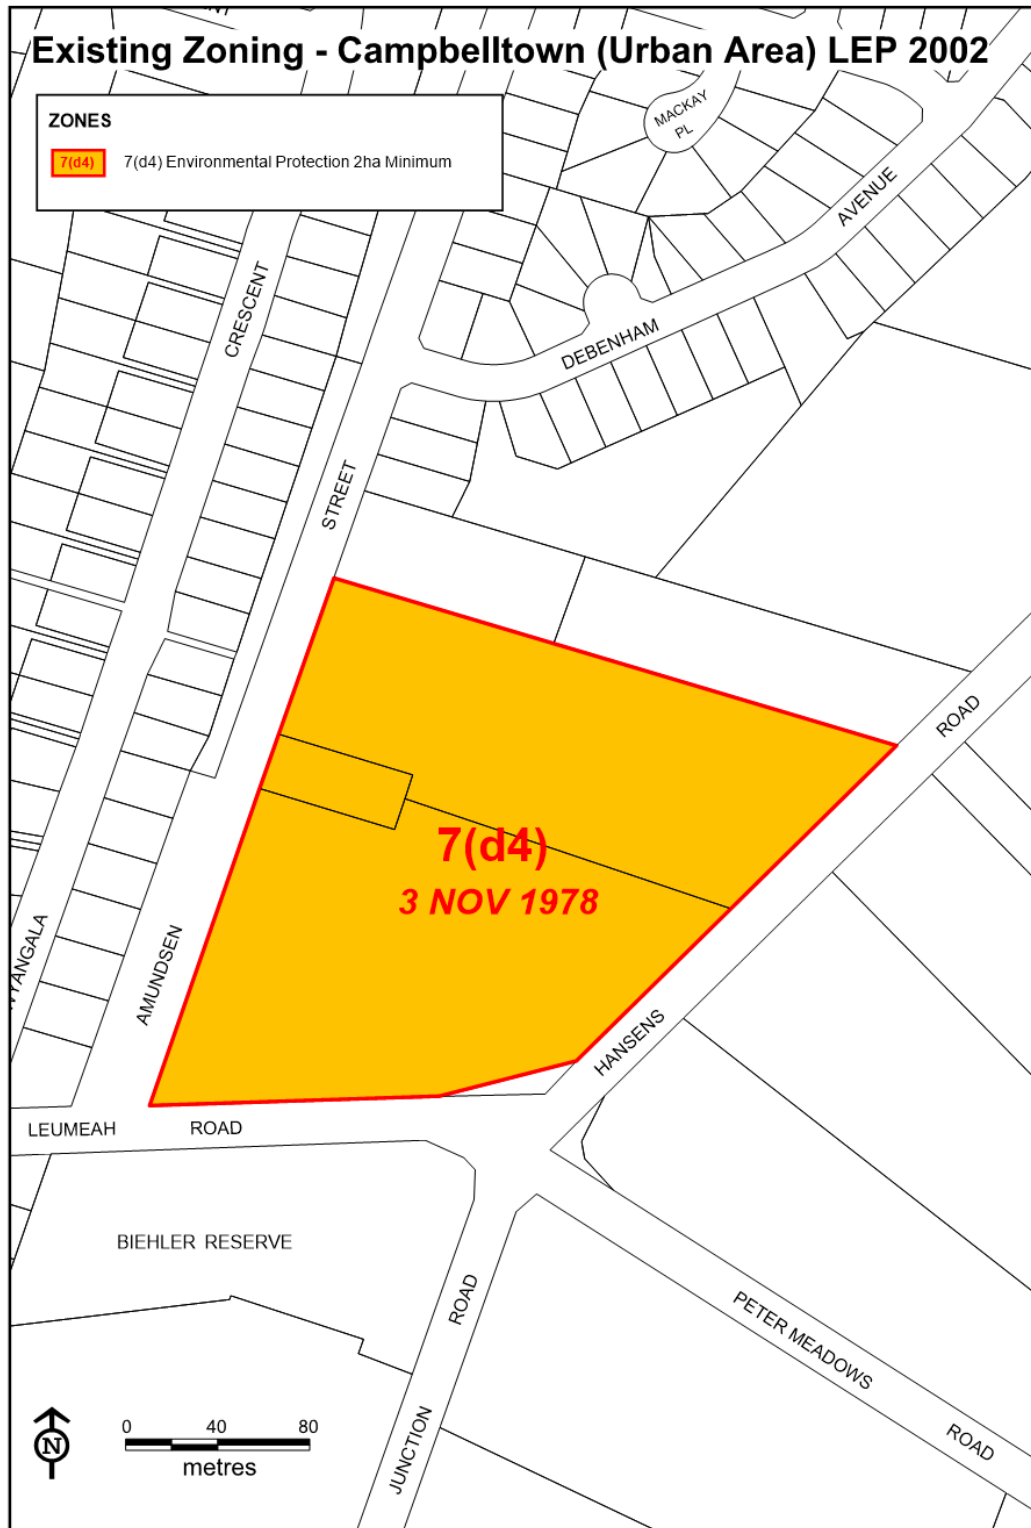 Existing Zoning - Campbelltown (Urban Area) LEP 2002
ZONES
7(d4)
7(d4) Environmental Protection 2ha Minimum
MACKAY
PL
AVENUE
CRESCENT
DEBENHAM
STREET
ROAD
7(d4)
3 NOV 1978
AMUNDSEN
HANSENS
LEUMEAH
ROAD
BIEHLER RESERVE
ROAD
PETER MEADOWS
ROAD
JUNCTION
N
0 40 80
metres